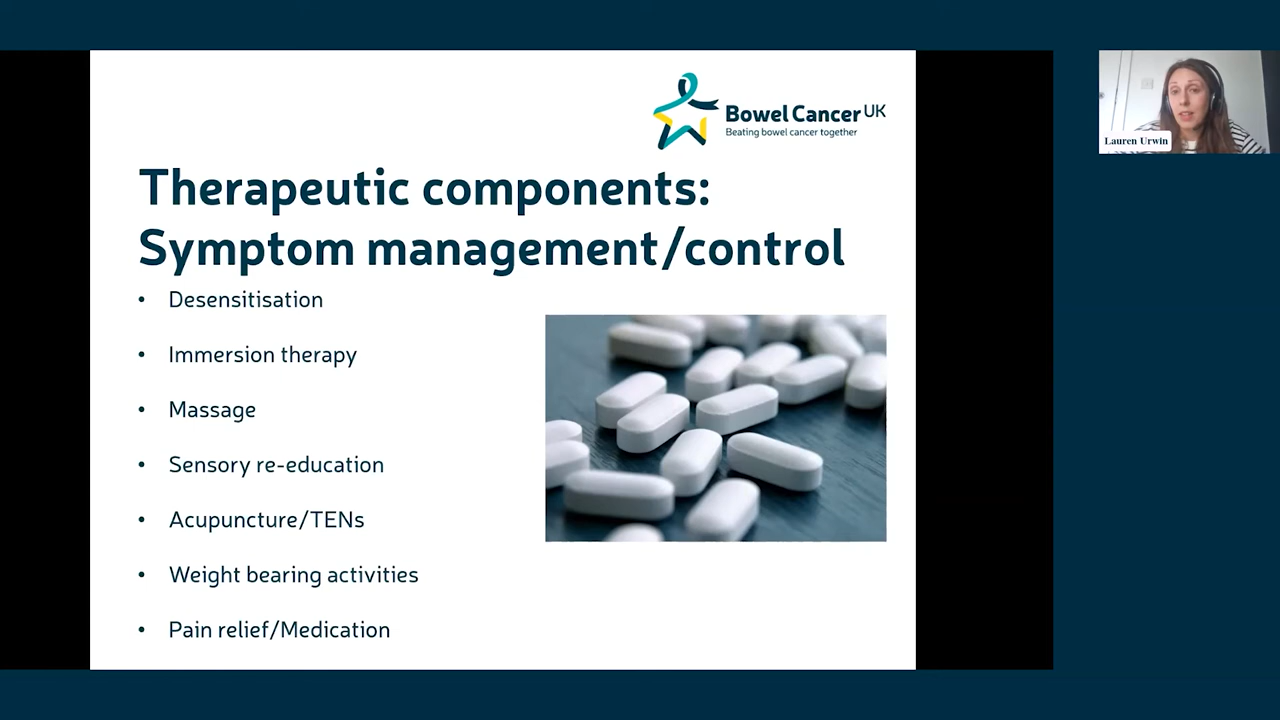 Bowel Cancer UK
Beating bowel cancer together
Lauren Urwin
Therapeutic components:
Symptom management/control
• Desensitisation
• Immersion therapy
• Massage
• Sensory re-education
• Acupuncture/TENs
• Weight bearing activities
• Pain relief/Medication